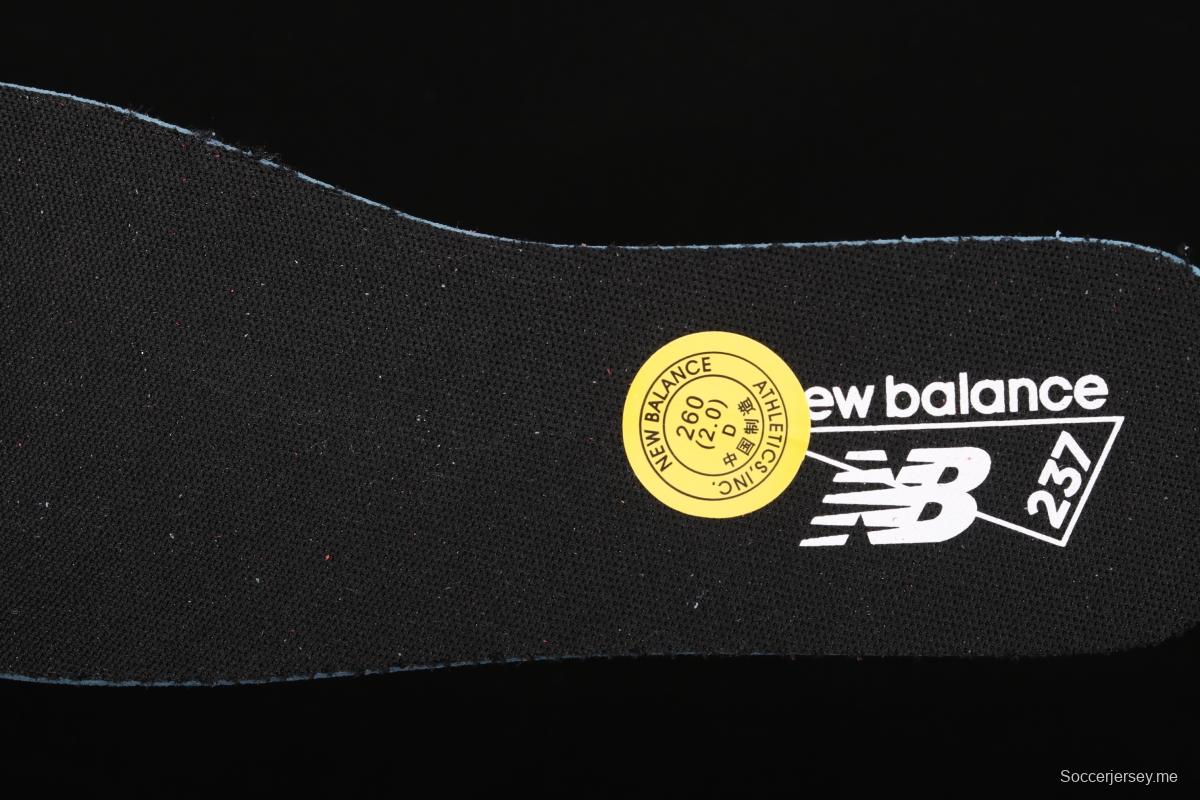 NEW BALANCE ATHLETICS, INC.
260
(2.0)
D
中国制造
ew balance
NB
237
Soccerjersey.me